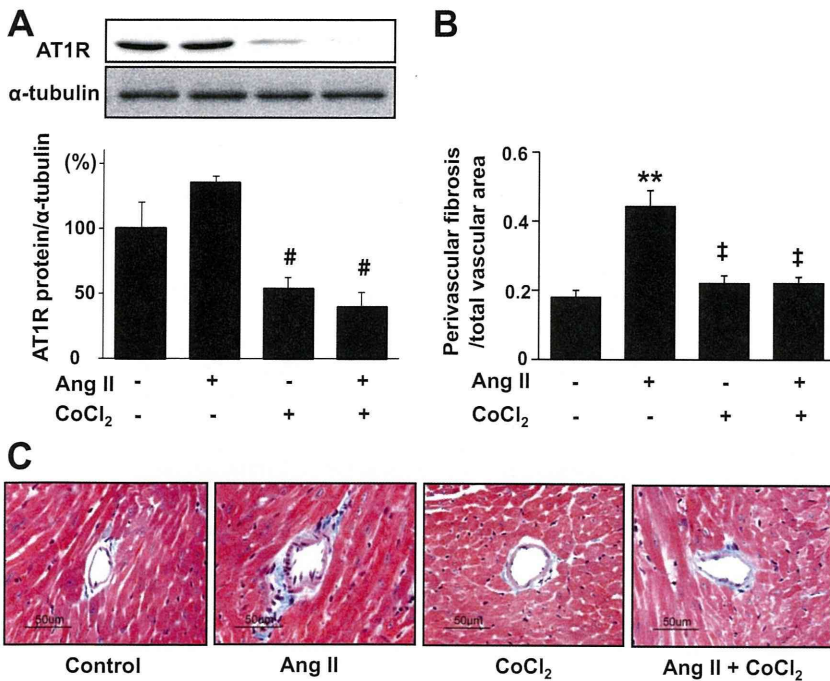 A
AT1R
α-tubulin
(%)
AT1R protein/α-tubulin
100
50
0
# #
Ang II - + - +
CoCl₂ - - + +
B
Perivascular fibrosis
/total vascular area
0.6
0.4
0.2
0
**
‡ ‡
Ang II - + - +
CoCl₂ - - + +
C
50um 50um 50um 50um
Control Ang II CoCl₂ Ang II + CoCl₂